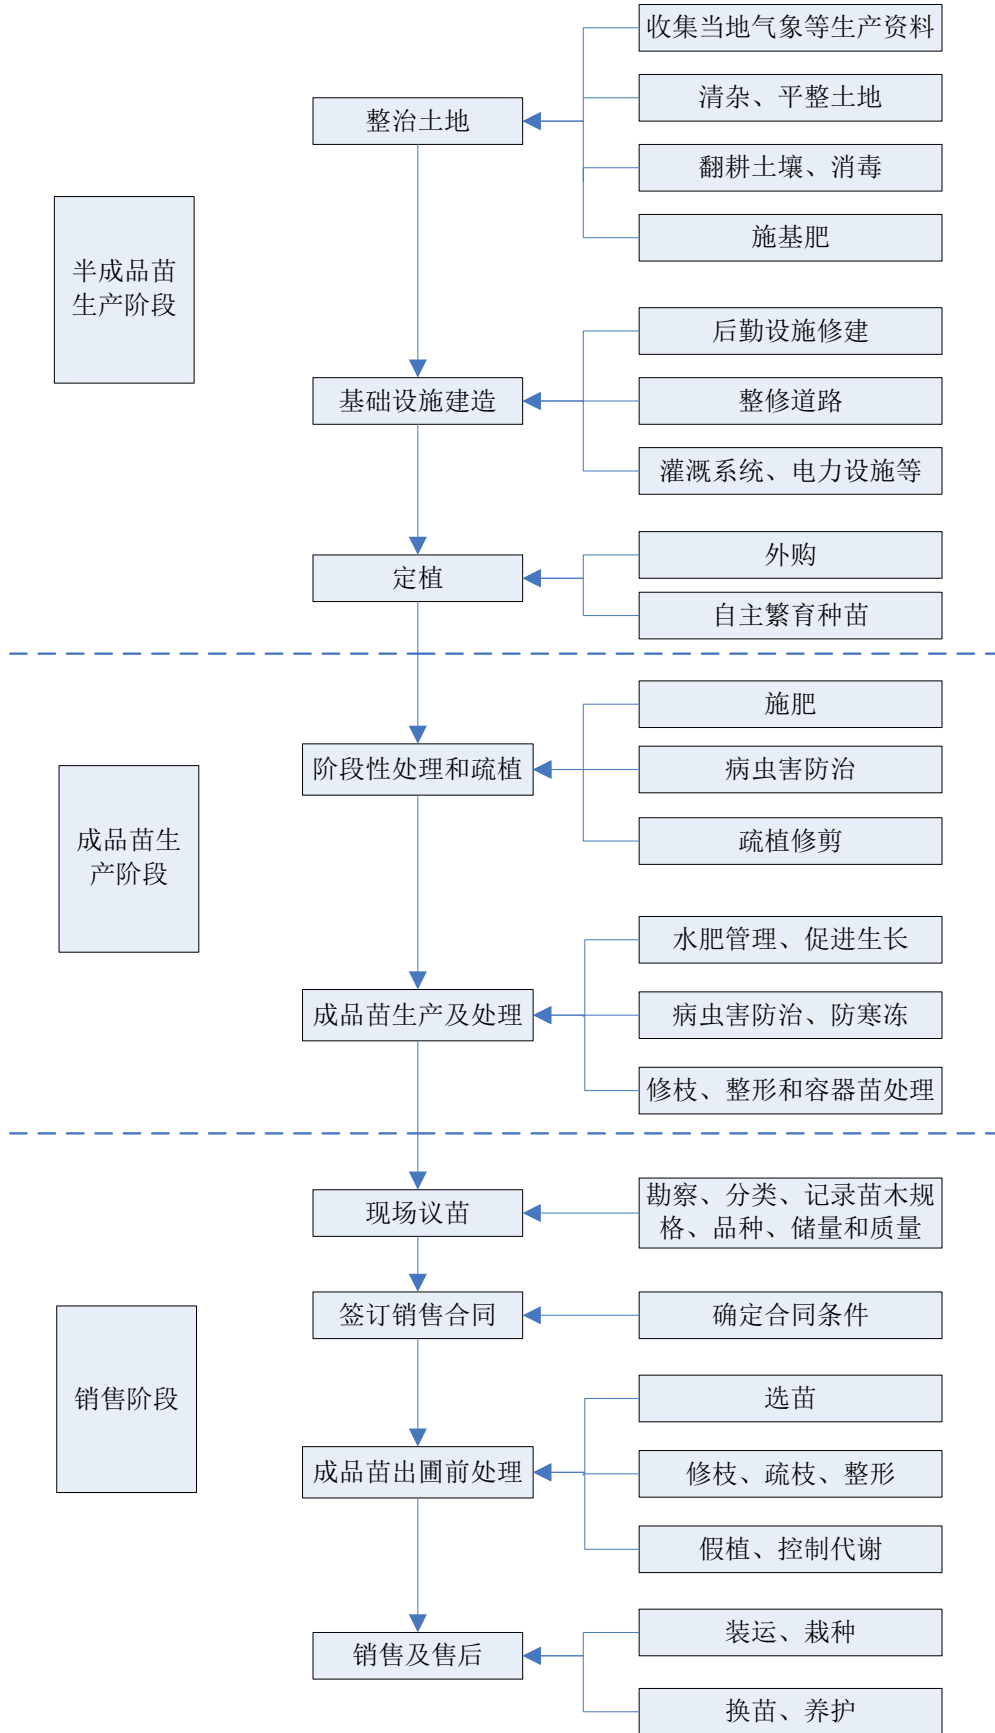 收集当地气象等生产资料
清杂、平整土地
整治土地
翻耕土壤、消毒
施基肥
半成品苗
生产阶段
后勤设施修建
基础设施建造
整修道路
灌溉系统、电力设施等
外购
定植
自主繁育种苗
施肥
阶段性处理和疏植
病虫害防治
疏植修剪
成品苗生
产阶段
水肥管理、促进生长
成品苗生产及处理
病虫害防治、防寒冻
修枝、整形和容器苗处理
现场议苗
勘察、分类、记录苗木规
格、品种、储量和质量
签订销售合同
确定合同条件
销售阶段
选苗
成品苗出圃前处理
修枝、疏枝、整形
假植、控制代谢
装运、栽种
销售及售后
换苗、养护